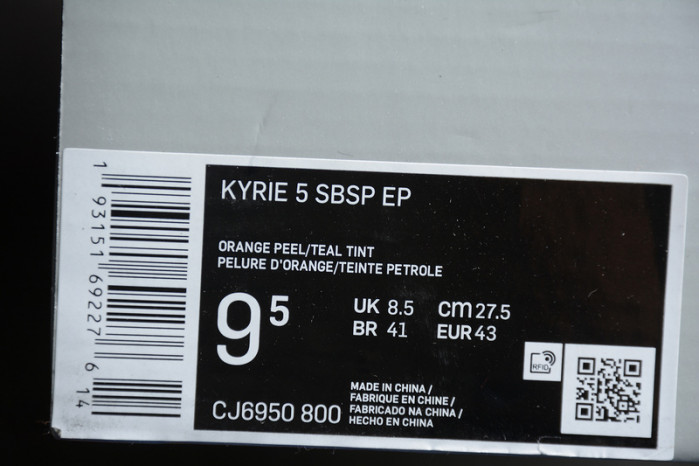 1 93151 69227 6 14
KYRIE 5 SBSP EP
ORANGE PEEL/TEAL TINT
PELURE D'ORANGE/TEINTE PETROLE
9 5
UK 8.5 cm 27.5
BR 41 EUR 43
RFID
CJ6950 800
MADE IN CHINA /
FABRIQUE EN CHINE /
FABRICADO NA CHINA /
HECHO EN CHINA